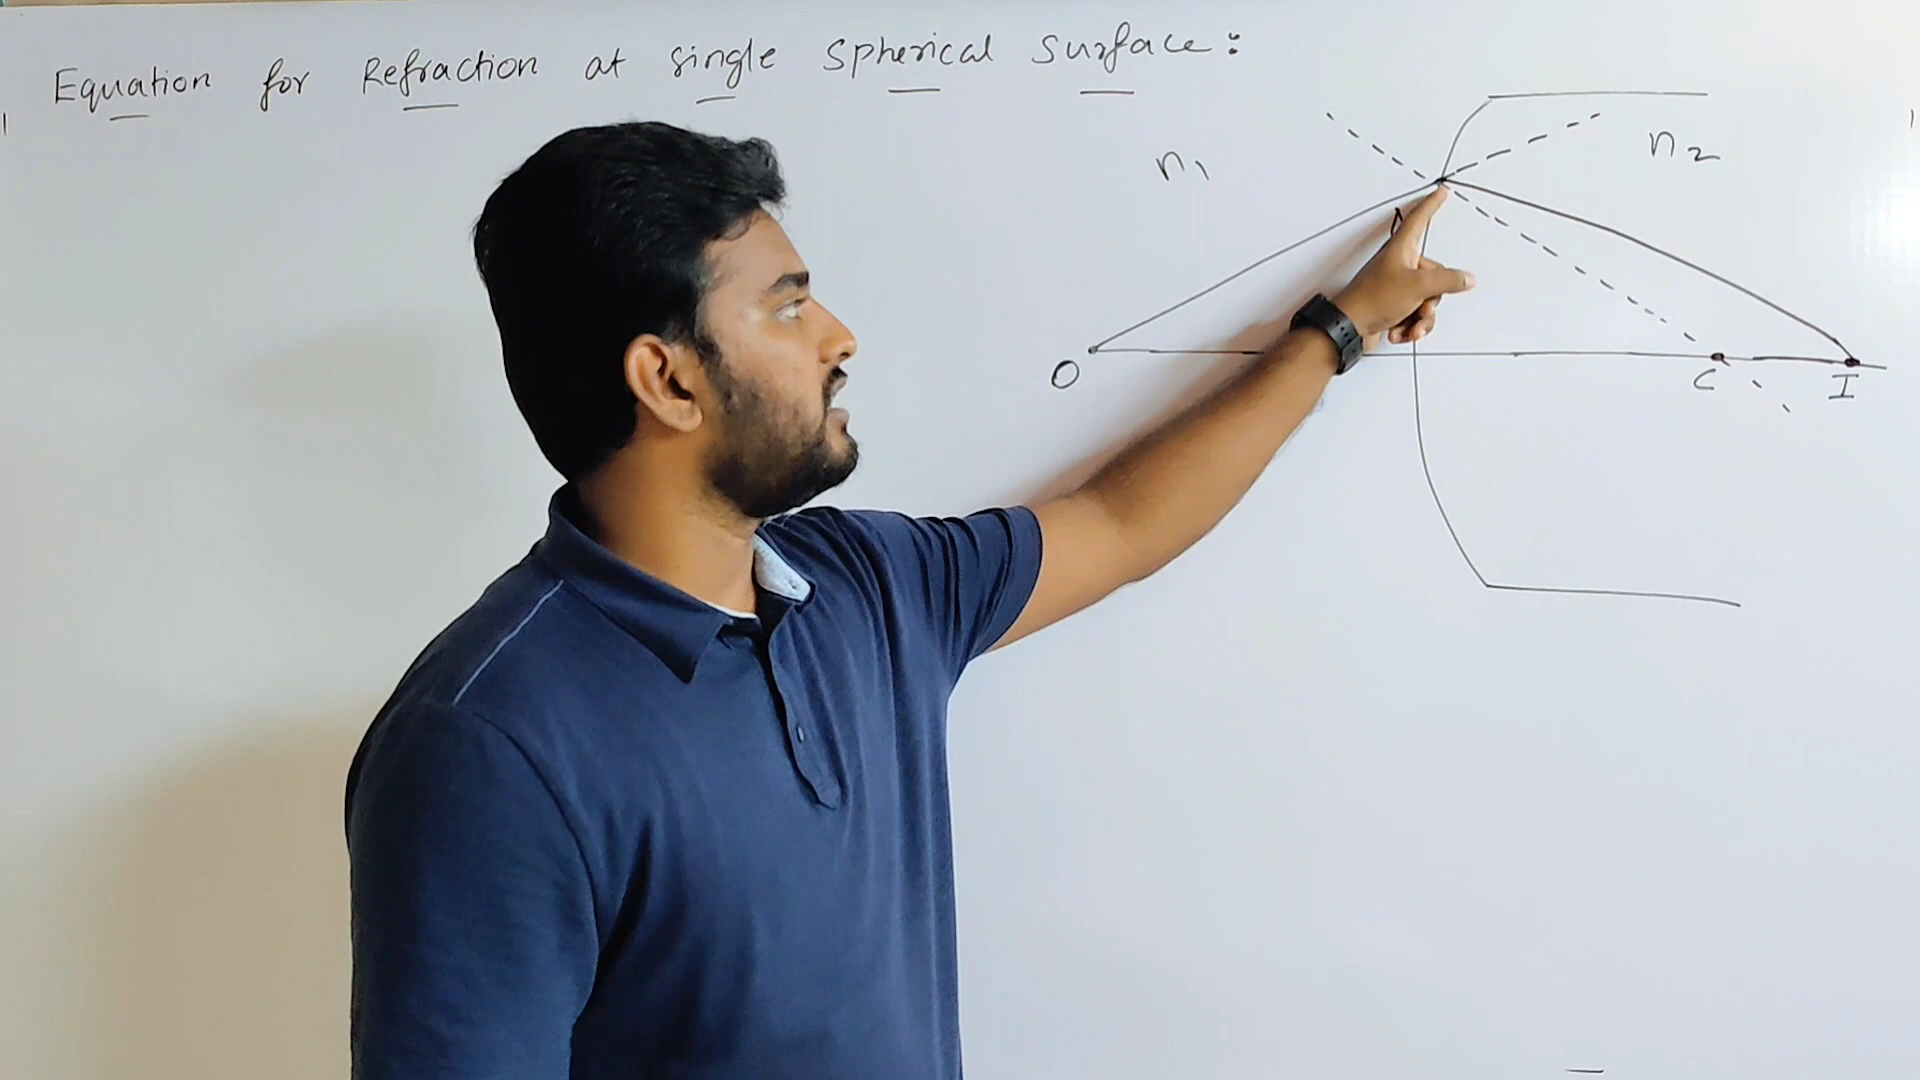 Equation for Refraction at single spherical surface:
n₁
n₂
O
C
I